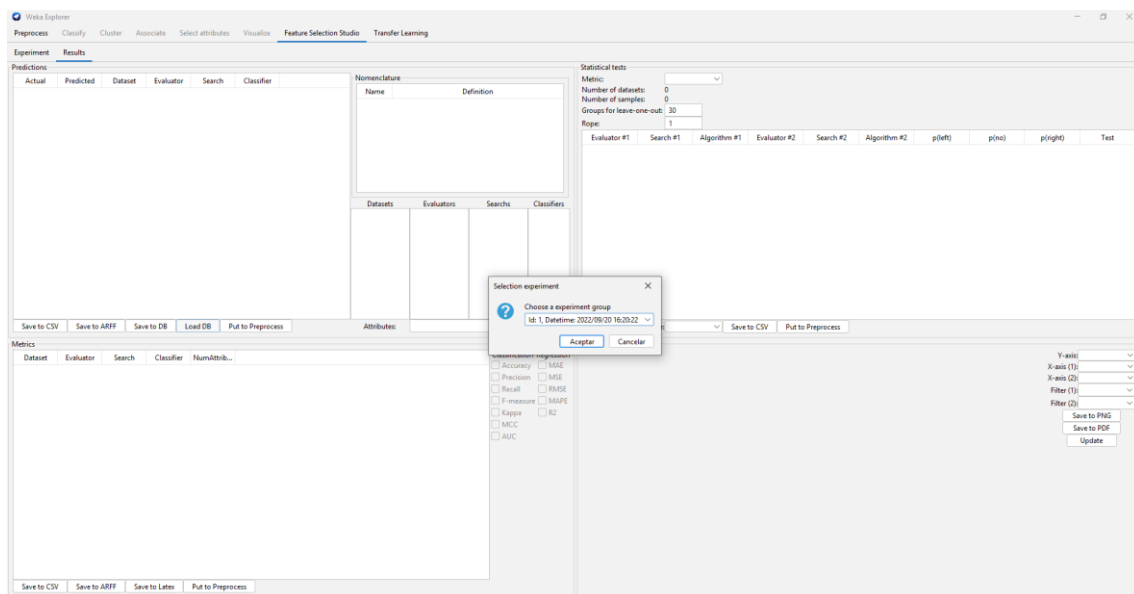 Weka Explorer
Preprocess Classify Cluster Associate Select attributes Visualize Feature Selection Studio Transfer Learning
Experiment Results
Predictions
Actual Predicted Dataset Evaluator Search Classifier
Save to CSV Save to ARFF Save to DB Load DB Put to Preprocess
Nomenclature
Name Definition
Datasets Evaluators Searchs Classifiers
Attributes:
Statistical tests
Metric:
Number of datasets: 0
Number of samples: 0
Groups for leave-one-out: 30
Rope: 1
Evaluator #1 Search #1 Algorithm #1 Evaluator #2 Search #2 Algorithm #2 p(left) p(no) p(right) Test
Save to CSV Put to Preprocess
Selection experiment
Choose a experiment group
Id: 1, Datetime: 2022/09/20 16:20:22
Aceptar Cancelar
Metrics
Dataset Evaluator Search Classifier NumAttrib...
Classification Regression
Accuracy MAE
Precision MSE
Recall RMSE
F-measure MAPE
Kappe R2
MCC
AUC
Save to CSV Save to ARFF Save to Latex Put to Preprocess
Y-axis:
X-axis (1):
X-axis (2):
Filter (1):
Filter (2):
Save to PNG
Save to PDF
Update